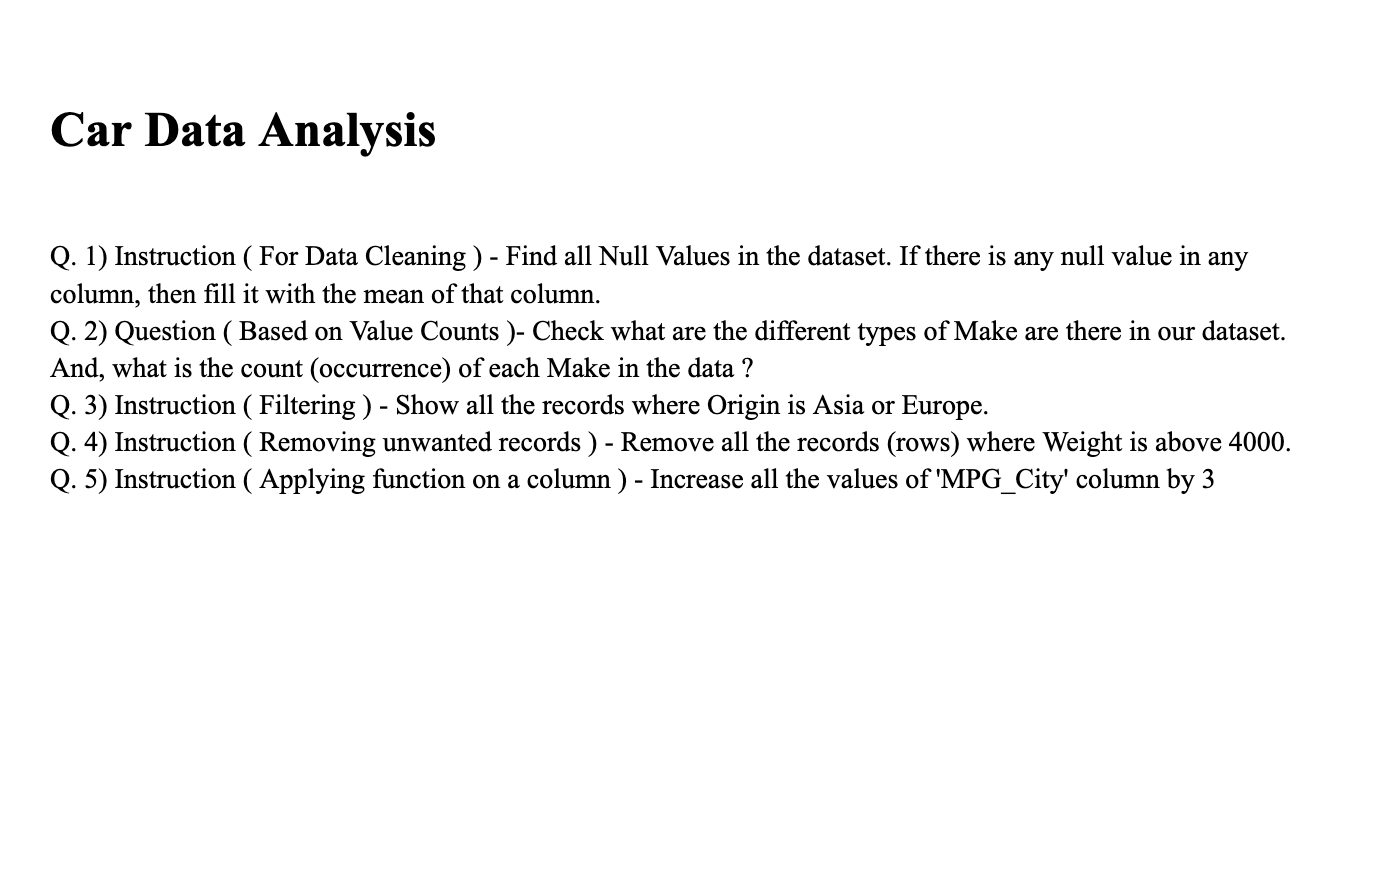 Car Data Analysis
Q. 1) Instruction ( For Data Cleaning ) - Find all Null Values in the dataset. If there is any null value in any
column, then fill it with the mean of that column.
Q. 2) Question ( Based on Value Counts )- Check what are the different types of Make are there in our dataset.
And, what is the count (occurrence) of each Make in the data ?
Q. 3) Instruction ( Filtering ) - Show all the records where Origin is Asia or Europe.
Q. 4) Instruction ( Removing unwanted records ) - Remove all the records (rows) where Weight is above 4000.
Q. 5) Instruction ( Applying function on a column ) - Increase all the values of 'MPG_City' column by 3